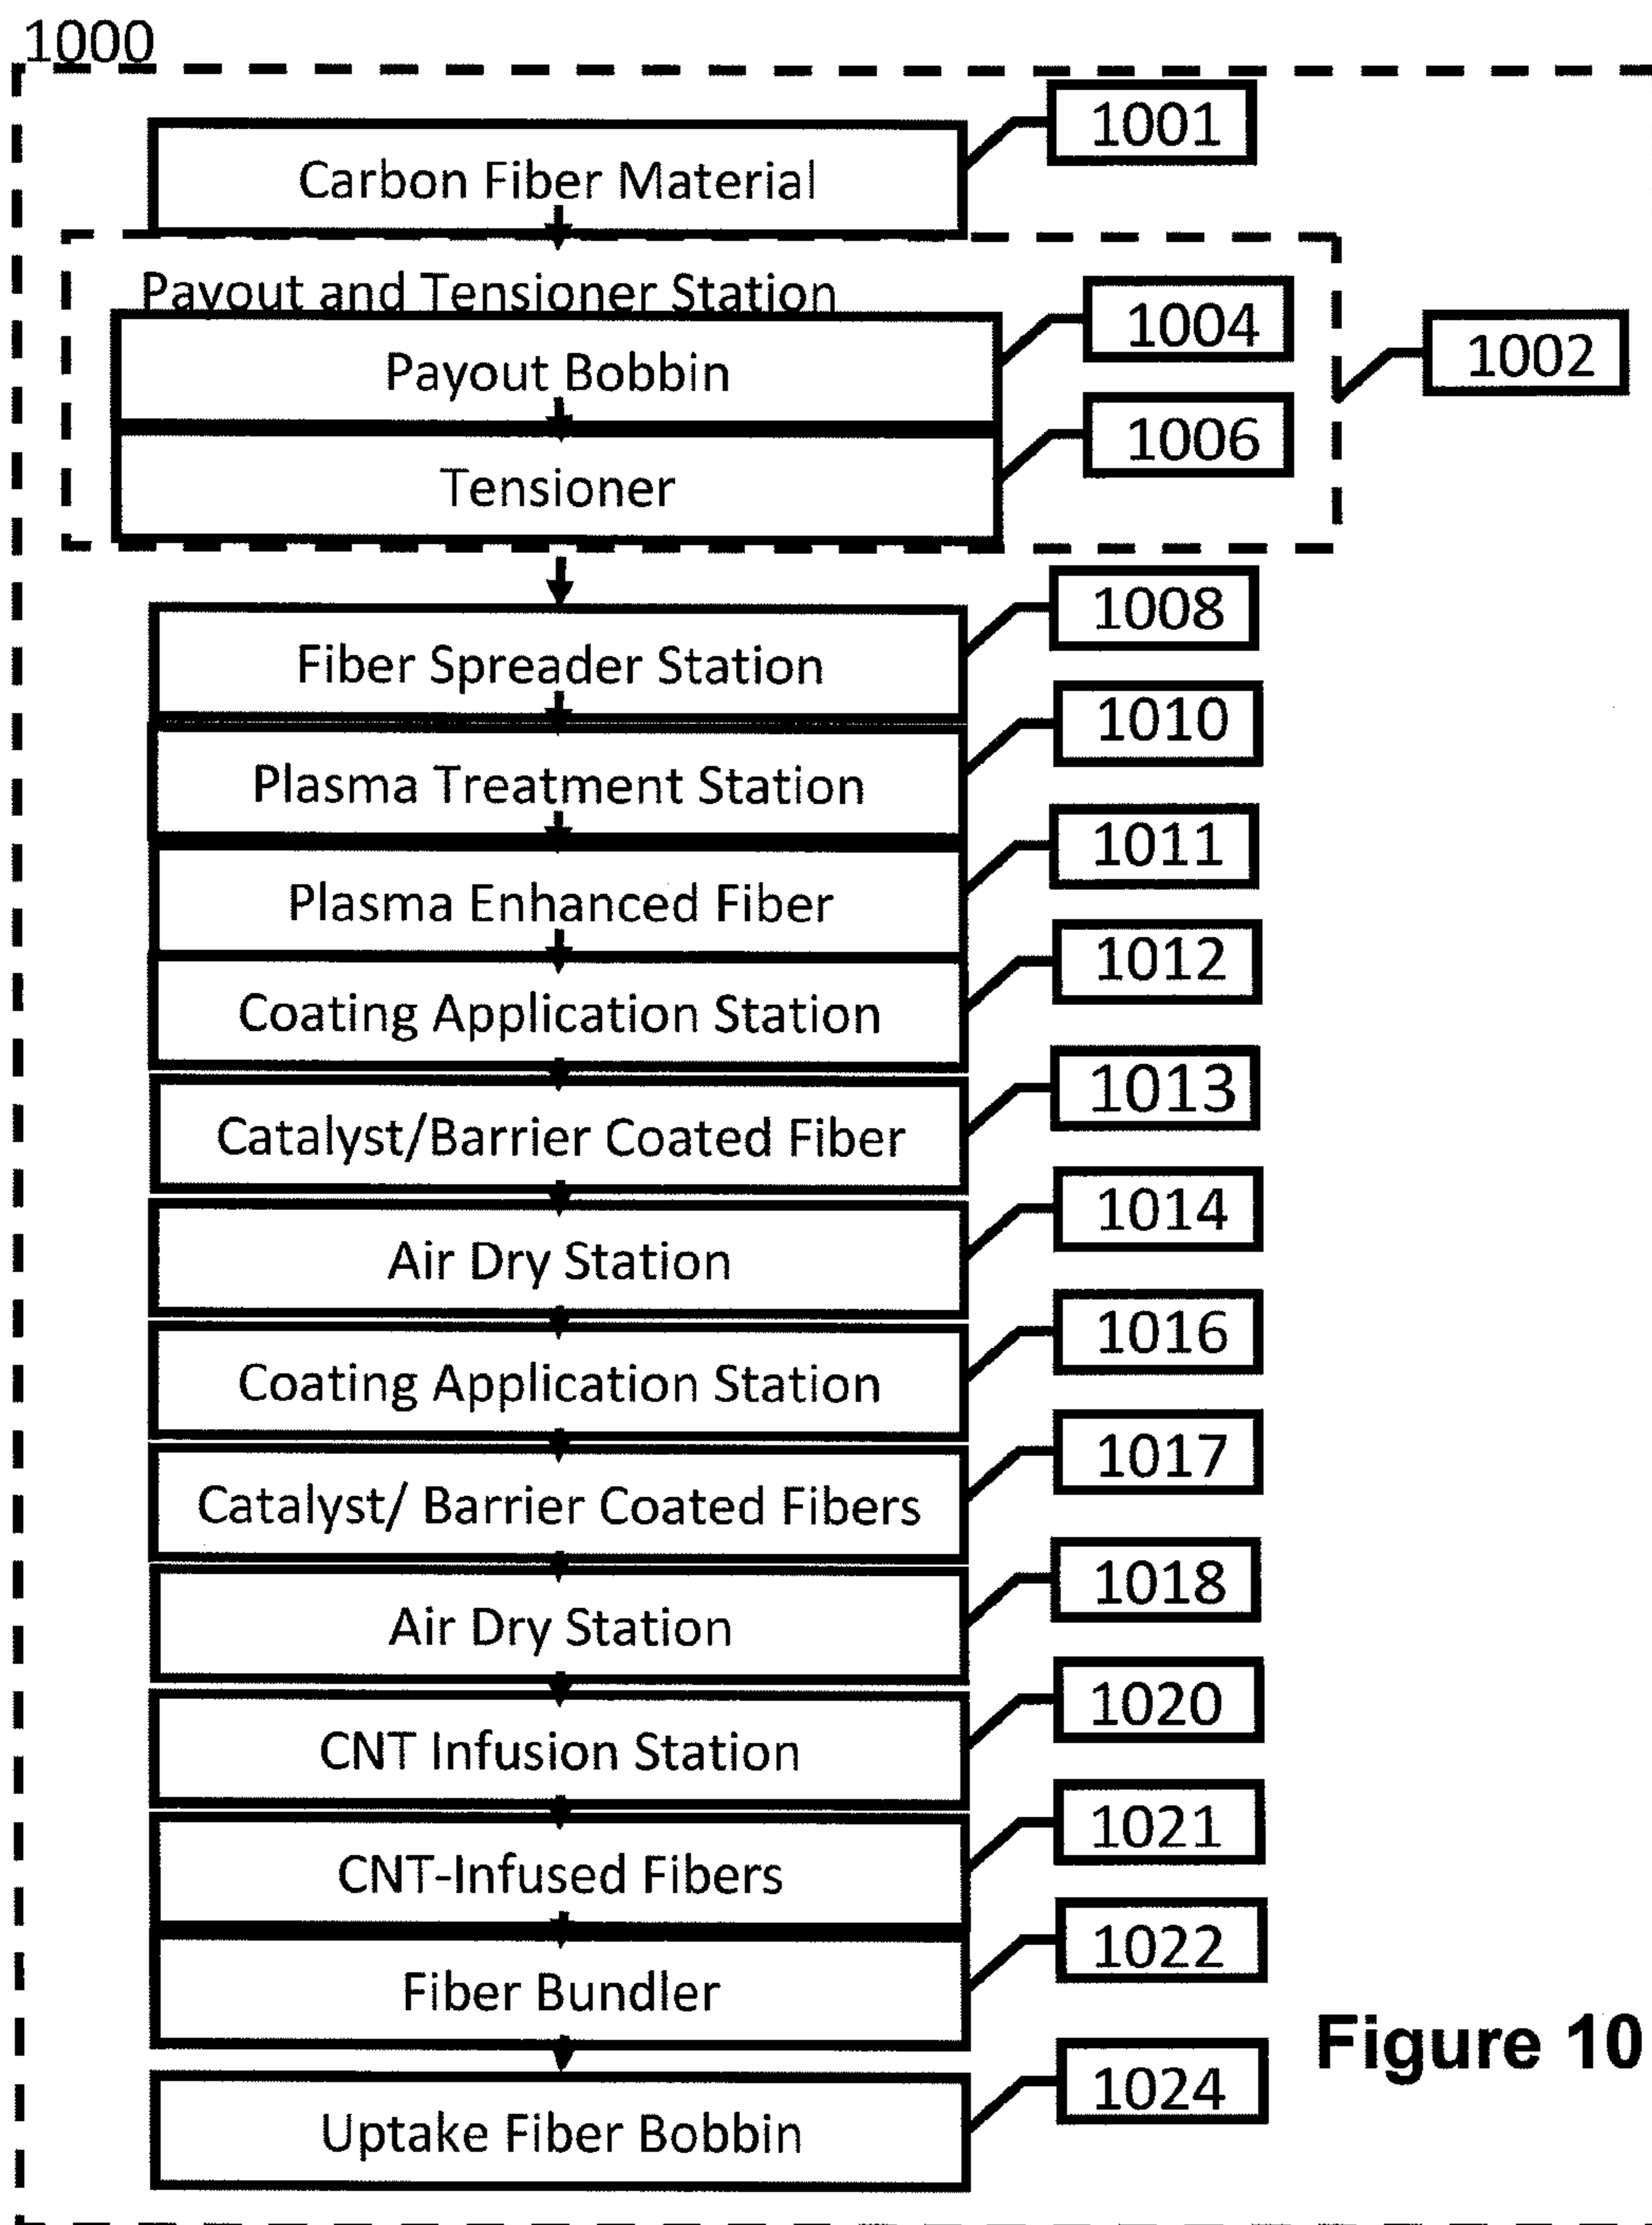 1000
Carbon Fiber Material
1001
Payout and Tensioner Station
Payout Bobbin
1004
1002
Tensioner
1006
Fiber Spreader Station
1008
Plasma Treatment Station
1010
Plasma Enhanced Fiber
1011
Coating Application Station
1012
Catalyst/Barrier Coated Fiber
1013
Air Dry Station
1014
Coating Application Station
1016
Catalyst/ Barrier Coated Fibers
1017
Air Dry Station
1018
CNT Infusion Station
1020
CNT-Infused Fibers
1021
Fiber Bundler
1022
Uptake Fiber Bobbin
1024
Figure 10